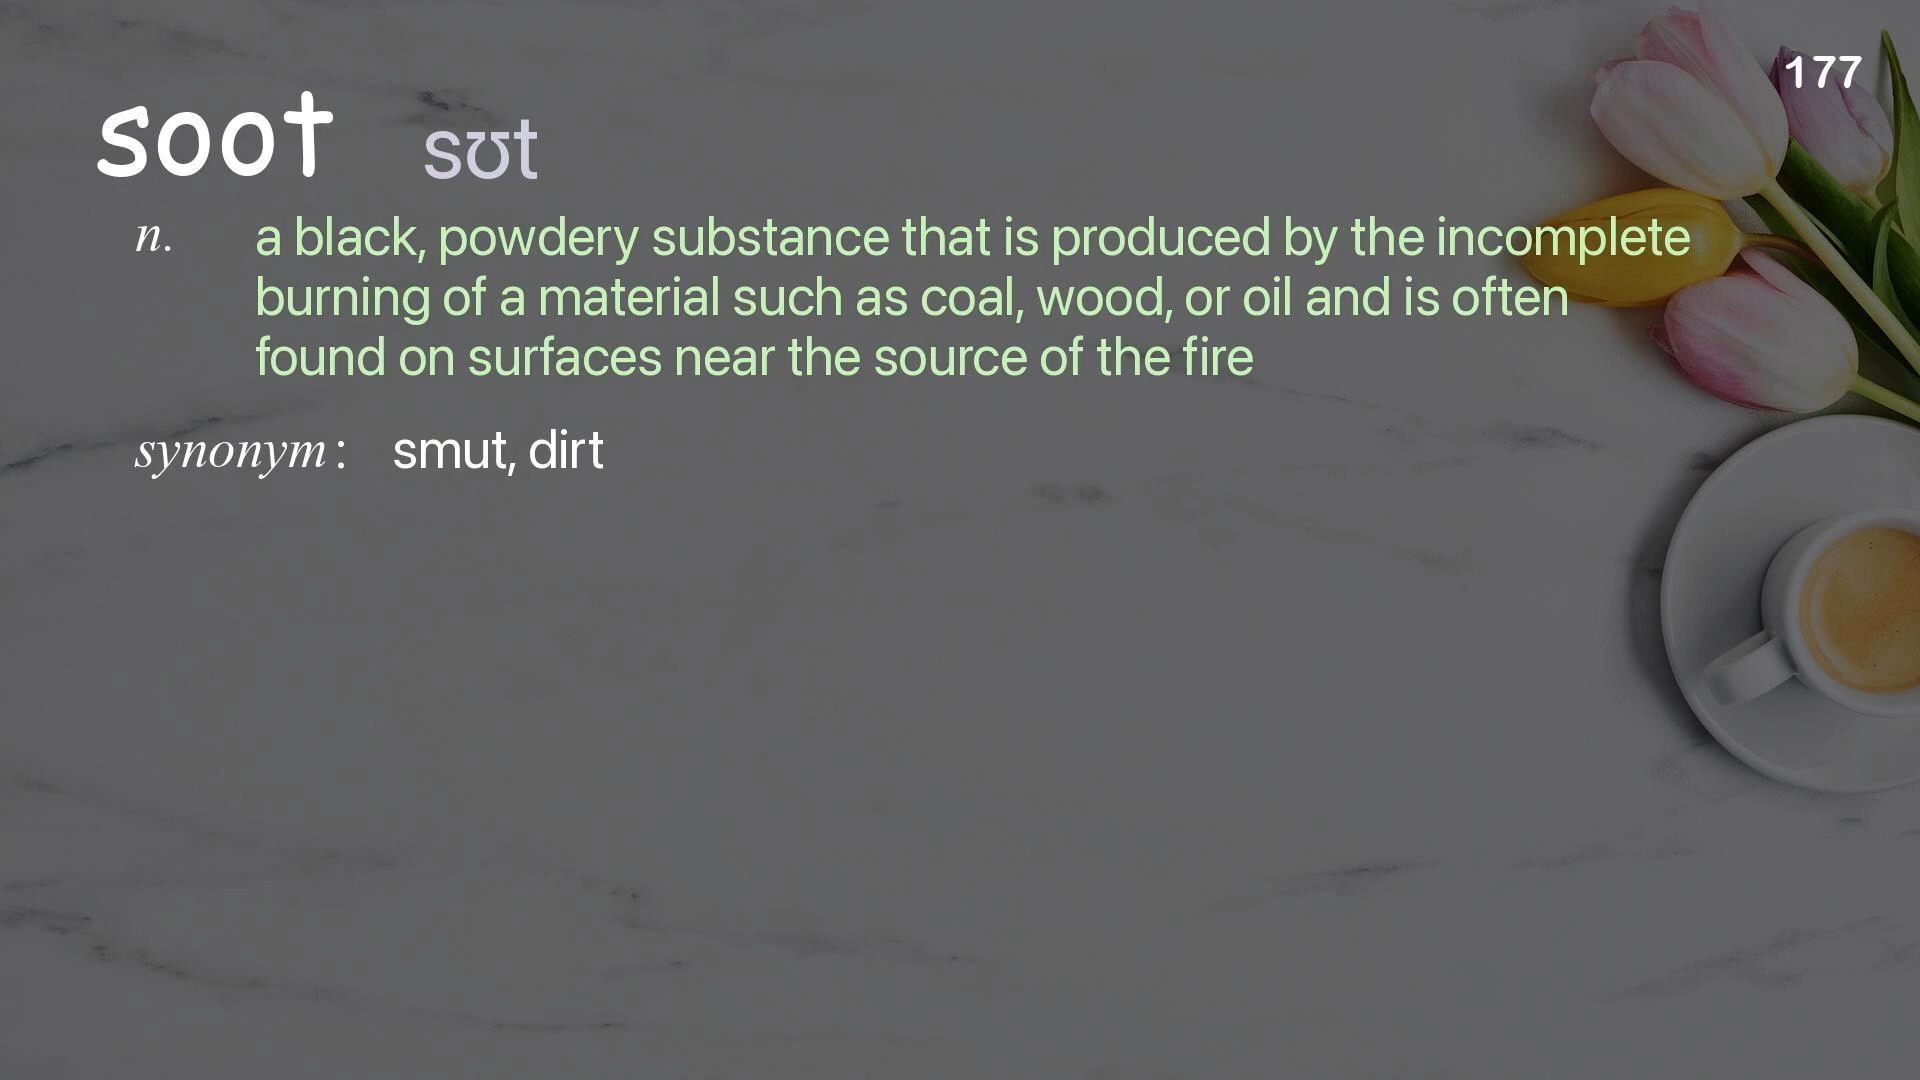 177
soot sʊt
n. a black, powdery substance that is produced by the incomplete
burning of a material such as coal, wood, or oil and is often
found on surfaces near the source of the fire
synonym : smut, dirt